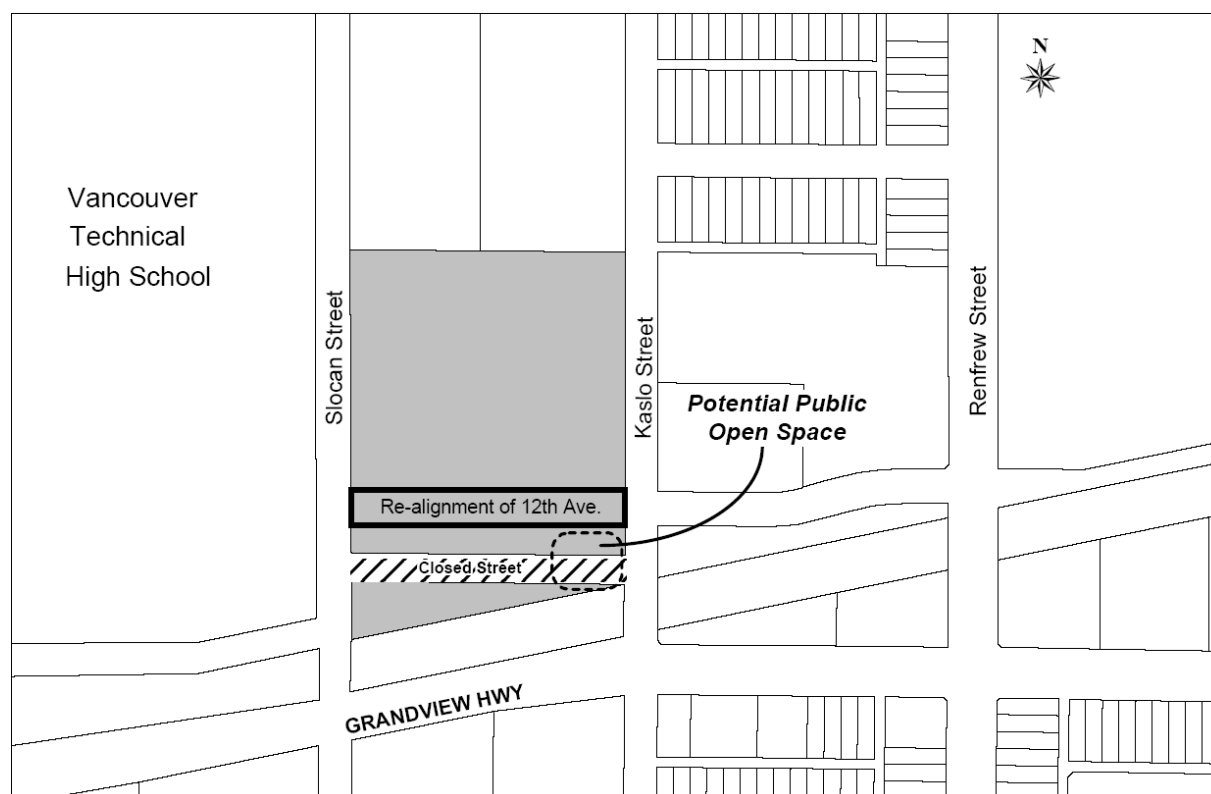 N
Vancouver
Technical
High School
Slocan Street
Kaslo Street
Renfrew Street
Potential Public
Open Space
Re-alignment of 12th Ave.
Closed Street
GRANDVIEW HWY